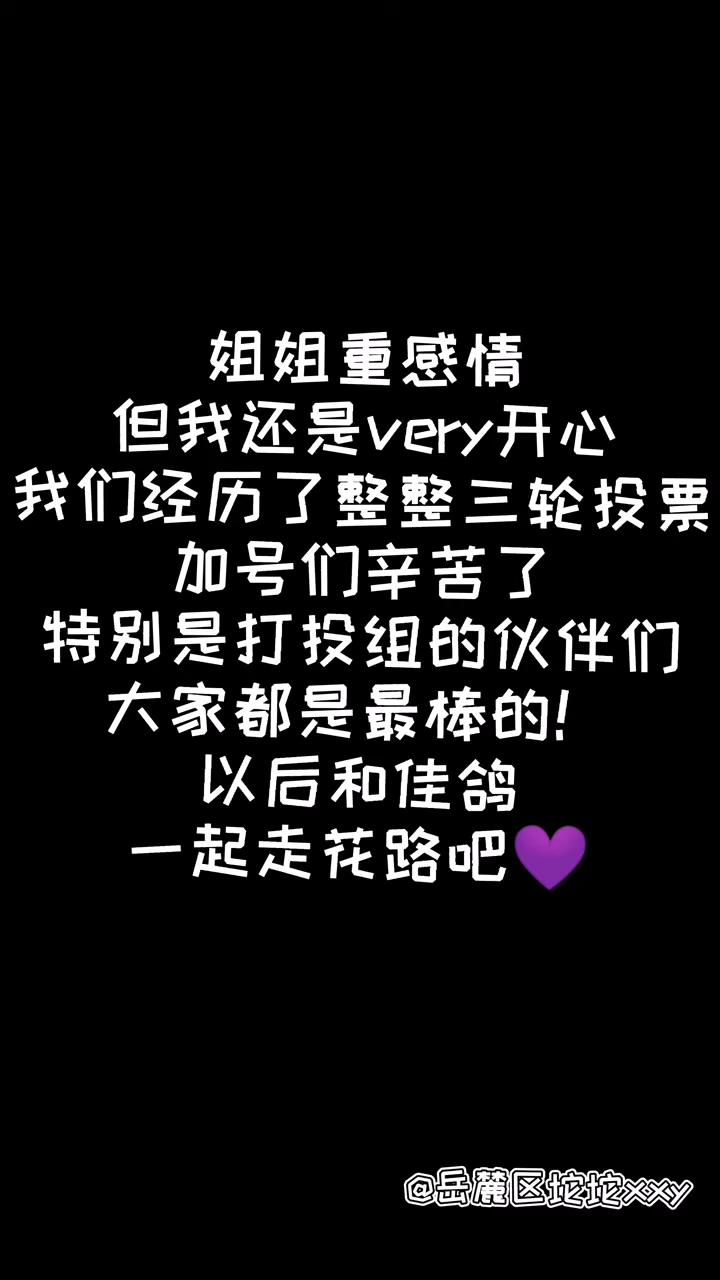 姐姐重感情
但我还是very开心
我们经历了整整三轮投票
加号们辛苦了
特别是打投组的伙伴们
大家都是最棒的!
以后和佳鸽
一起走花路吧💜
@岳麓区坨坨xxy